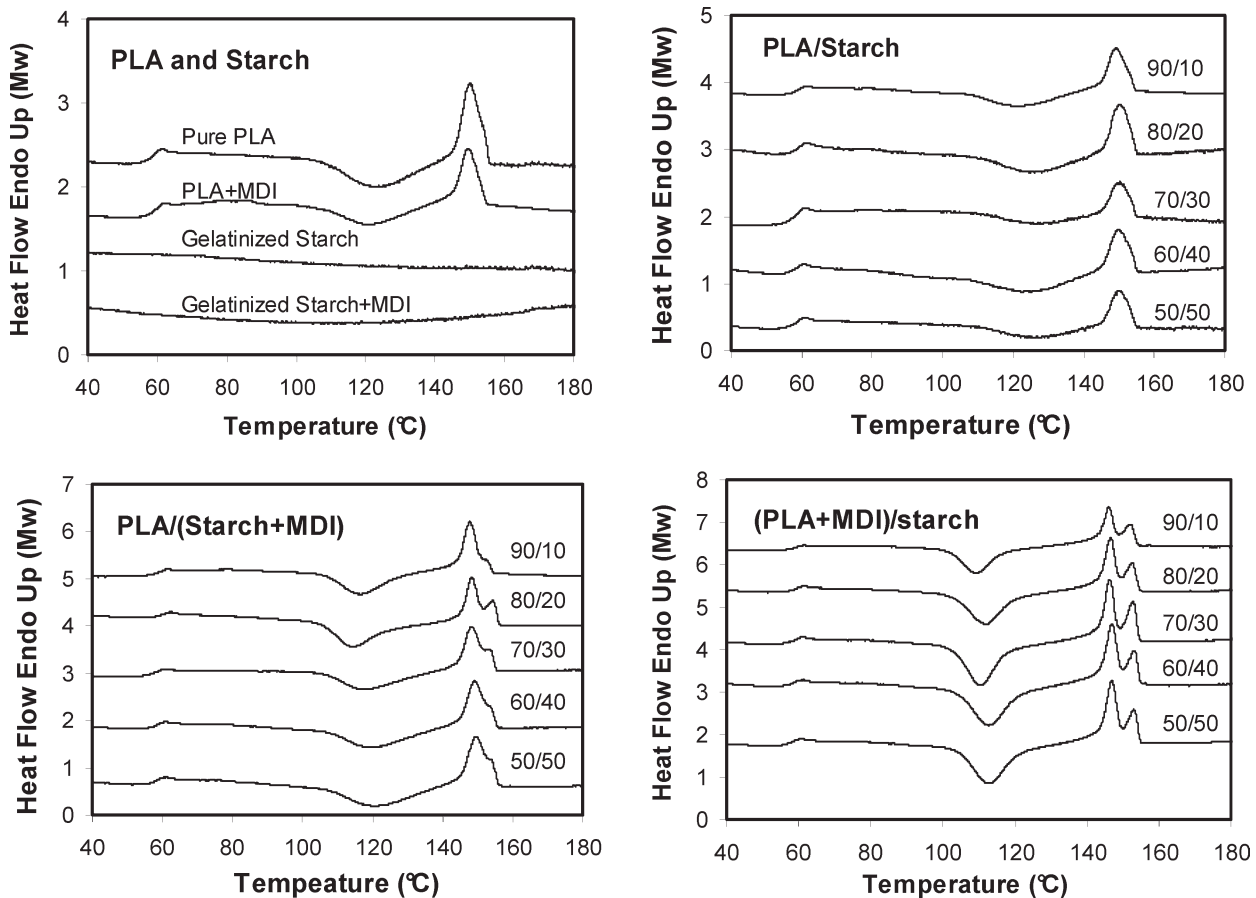 PLA and Starch
Heat Flow Endo Up (Mw)
4
3
2
1
0
Pure PLA
PLA+MDI
Gelatinized Starch
Gelatinized Starch+MDI
40 60 80 100 120 140 160 180
Temperature (°C)
PLA/Starch
Heat Flow Endo Up (Mw)
5
4
3
2
1
0
90/10
80/20
70/30
60/40
50/50
40 60 80 100 120 140 160 180
Temperature (°C)
PLA/(Starch+MDI)
Heat Flow Endo Up (Mw)
7
6
5
4
3
2
1
0
90/10
80/20
70/30
60/40
50/50
40 60 80 100 120 140 160 180
Tempeature (°C)
(PLA+MDI)/starch
Heat Flow Endo Up (Mw)
8
7
6
5
4
3
2
1
0
90/10
80/20
70/30
60/40
50/50
40 60 80 100 120 140 160 180
Temperature (°C)